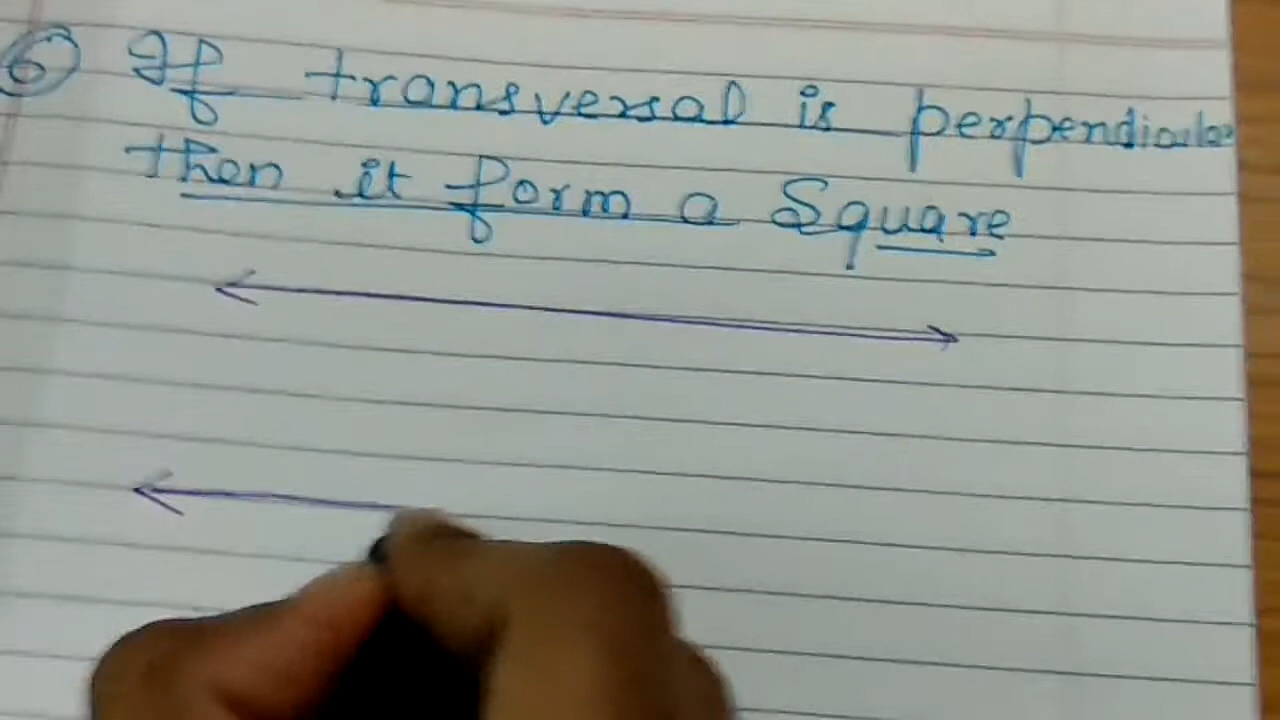 6 If transversal is perpendicular
then it form a Square